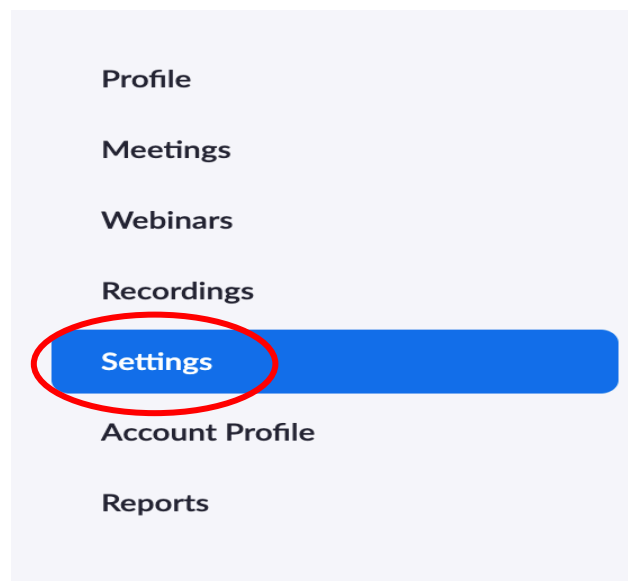 Profile
Meetings
Webinars
Recordings
Settings
Account Profile
Reports